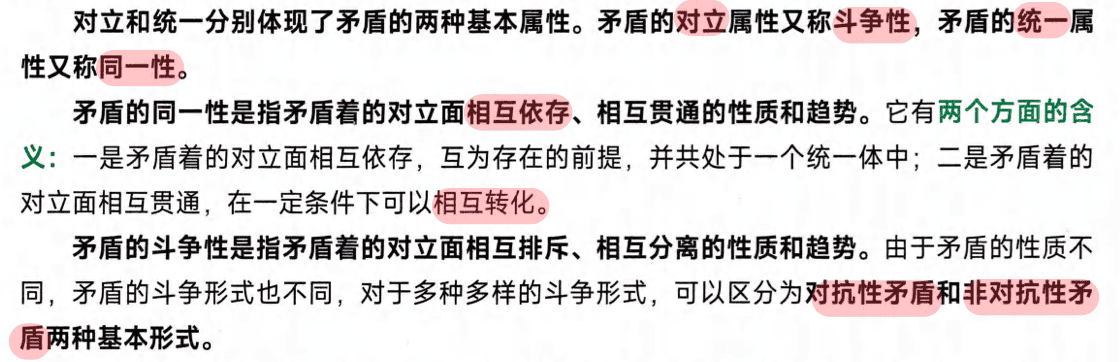 对立和统一分别体现了矛盾的两种基本属性。矛盾的对立属性又称斗争性，矛盾的统一属
性又称同一性。
矛盾的同一性是指矛盾着的对立面相互依存、相互贯通的性质和趋势。它有两个方面的含
义：一是矛盾着的对立面相互依存，互为存在的前提，并共处于一个统一体中；二是矛盾着的
对立面相互贯通，在一定条件下可以相互转化。
矛盾的斗争性是指矛盾着的对立面相互排斥、相互分离的性质和趋势。由于矛盾的性质不
同，矛盾的斗争形式也不同，对于多种多样的斗争形式，可以区分为对抗性矛盾和非对抗性矛
盾两种基本形式。